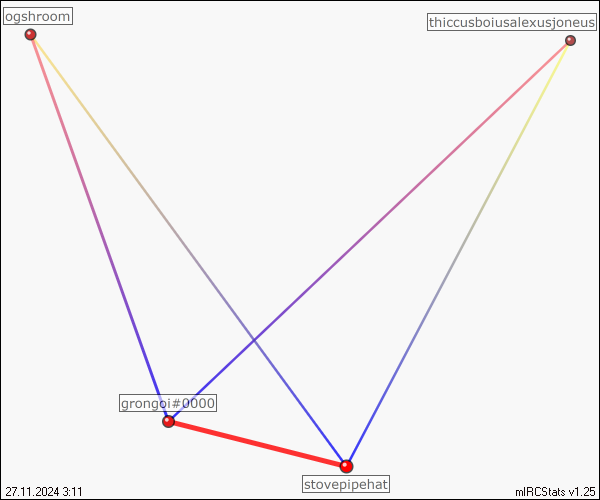 ogshroom
thiccusboiusalexusjoneus
grongoi#0000
stovepipehat
27.11.2024 3:11
mIRCStats v1.25